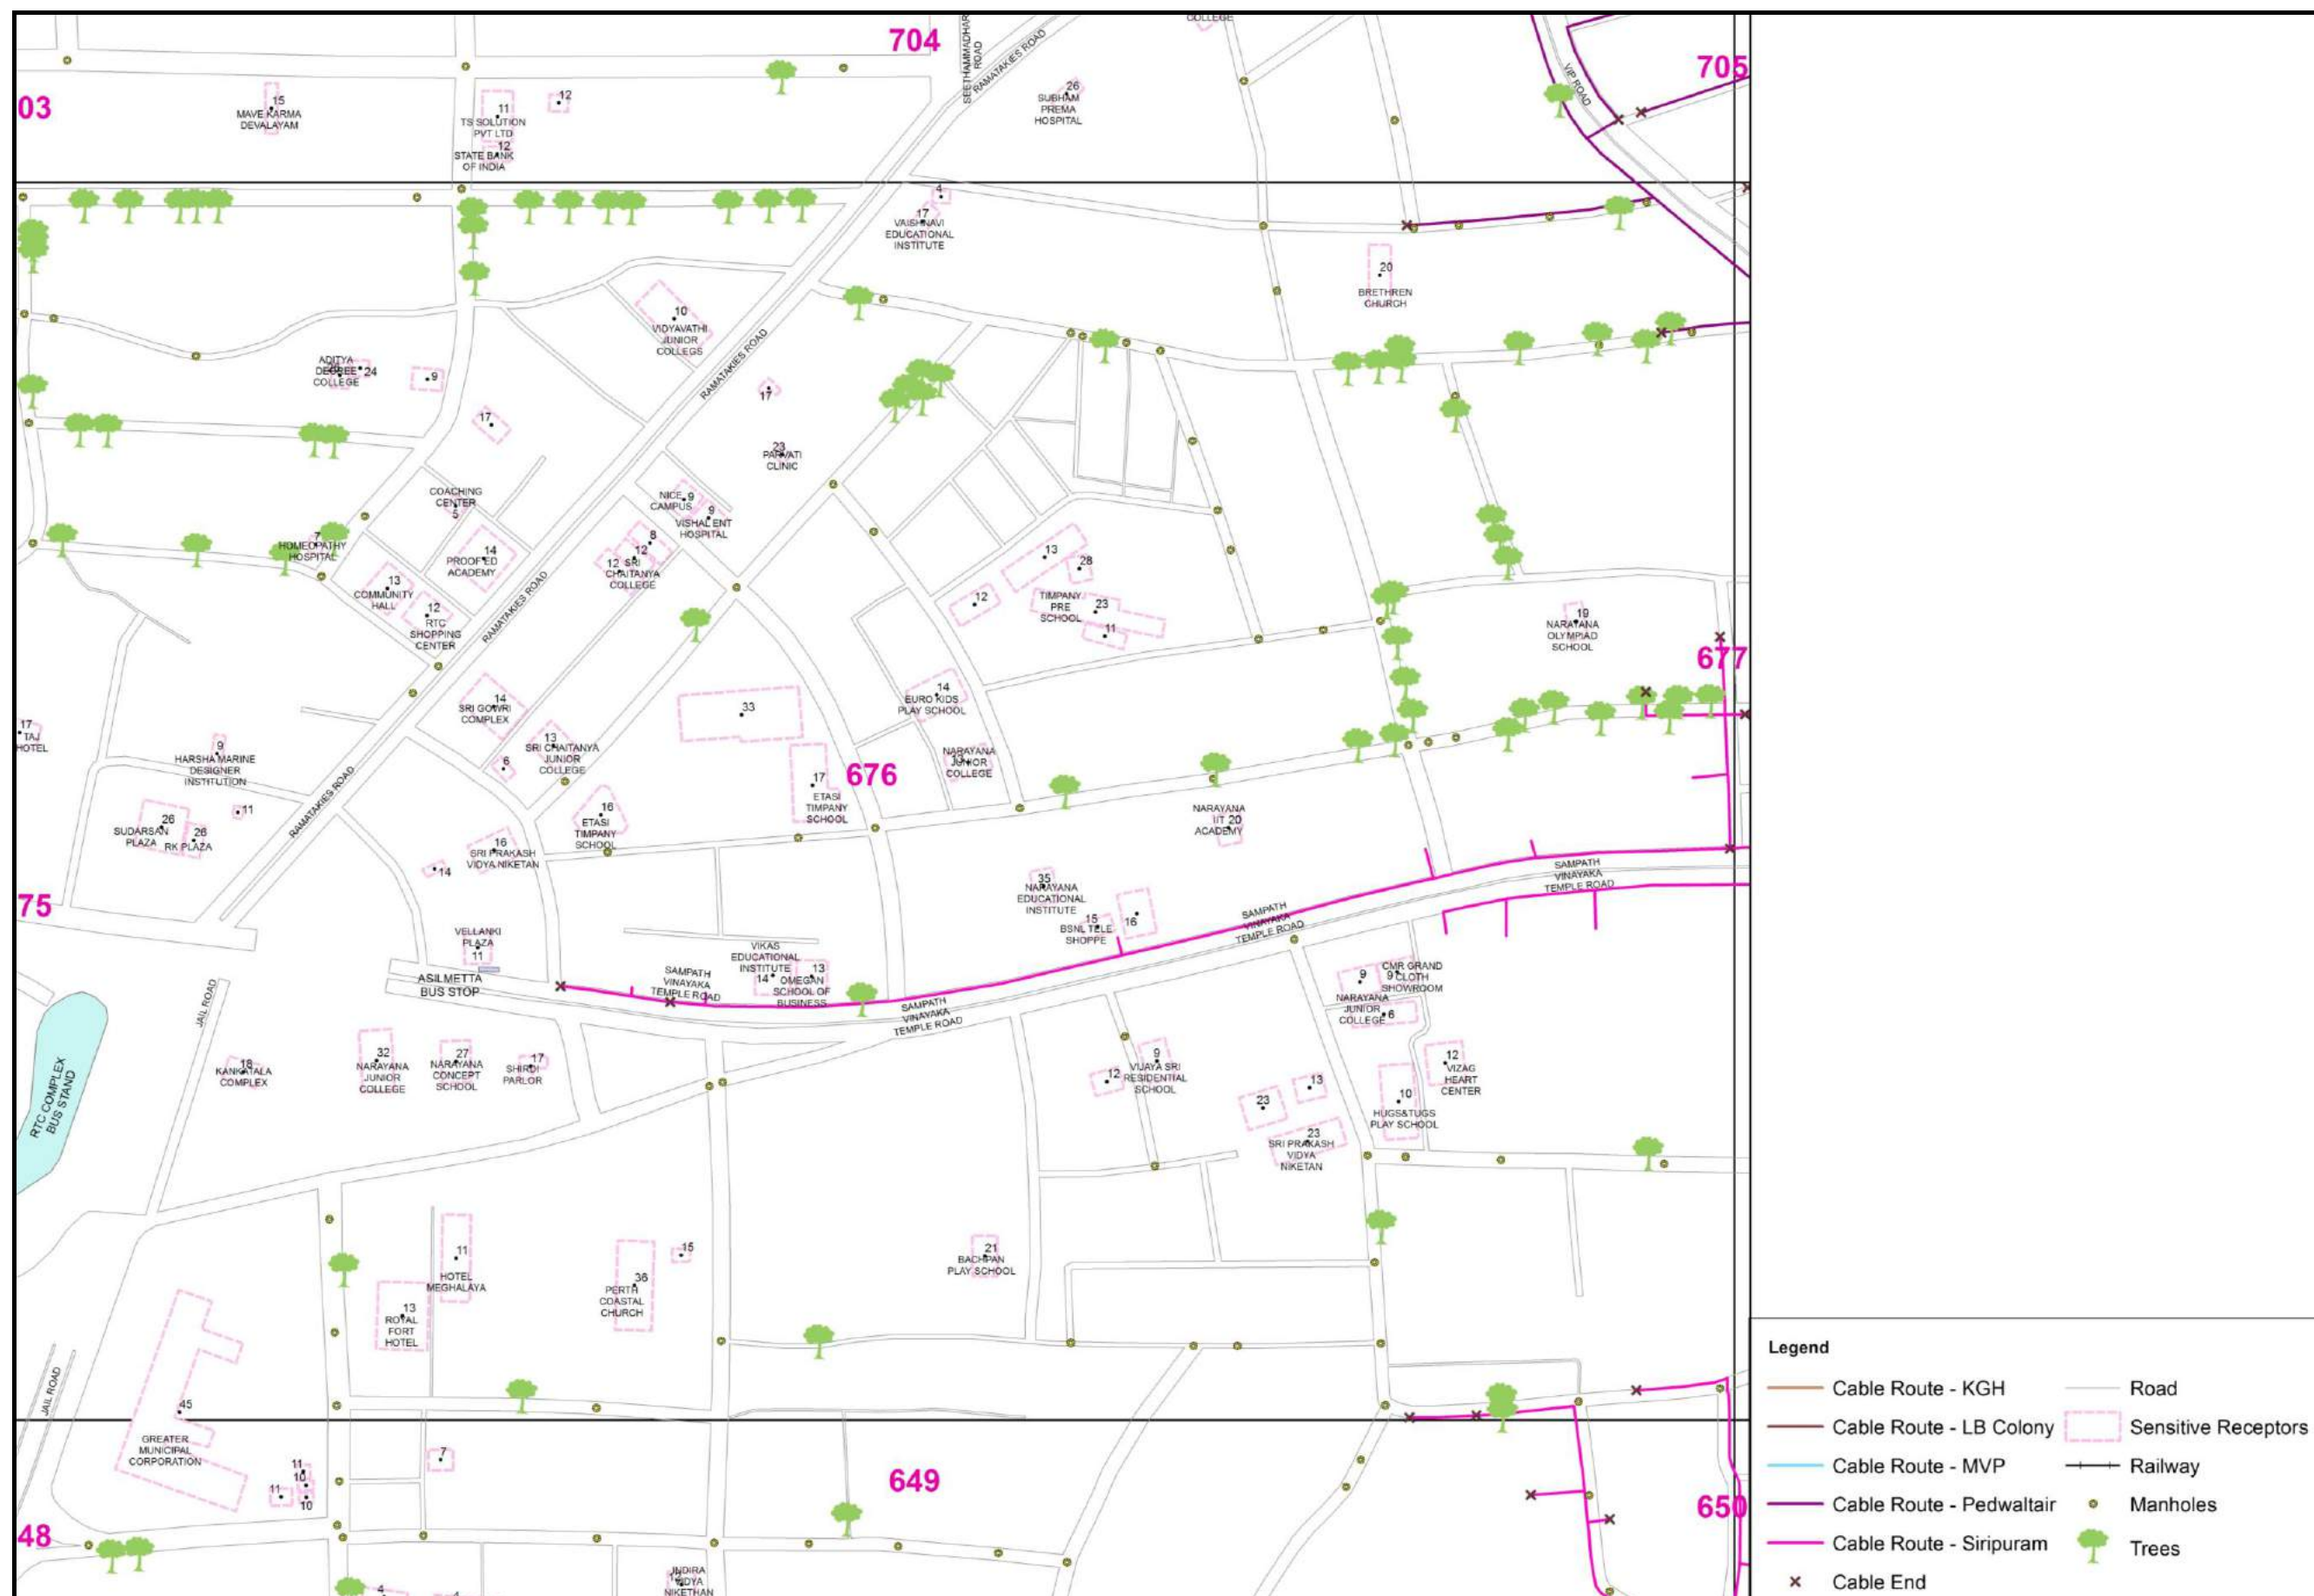 COLLEGE
704
SEETHAMMADHAR
ROAD
RAMATAKIES ROAD
VIP ROAD
705
03
15
MAVE KARMA
DEVALAYAM
11
TS SOLUTION
PVT LTD
12
12
STATE BANK
OF INDIA
26
SUBHAM
PREMA
HOSPITAL
4
17
VAISHNAVI
EDUCATIONAL
INSTITUTE
20
BRETHREN
CHURCH
10
VIDYAVATHI
JUNIOR
COLLEGS
RAMATAKIES ROAD
ADITYA
DEGREE 24
COLLEGE
9
17
17
23
PARVATI
CLINIC
COACHING
CENTER
5
NICE 9
CAMPUS
9
VISHAL ENT
HOSPITAL
7
HOMEOPATHY
HOSPITAL
14
PROOF ED
ACADEMY
8
12
12 SRI
CHAITANYA
COLLEGE
13
COMMUNITY
HALL
12
RTC
SHOPPING
CENTER
RAMATAKIES ROAD
13
28
12
TIMPANY
PRE
SCHOOL
23
11
19
NARAYANA
OLYMPIAD
SCHOOL
677
14
SRI GOWRI
COMPLEX
33
14
EURO KIDS
PLAY SCHOOL
17
TAJ
HOTEL
9
HARSHA MARINE
DESIGNER
INSTITUTION
13
SRI CHAITANYA
JUNIOR
COLLEGE
6
NARAYANA
JUNIOR
COLLEGE
676
17
ETASI
TIMPANY
SCHOOL
11
RAMATAKIES ROAD
26
SUDARSAN
PLAZA
26
RK PLAZA
16
ETASI
TIMPANY
SCHOOL
16
SRI PRAKASH
VIDYA NIKETAN
14
NARAYANA
IIT 20
ACADEMY
SAMPATH
VINAYAKA
TEMPLE ROAD
75
35
NARAYANA
EDUCATIONAL
INSTITUTE
15
BSNL TELE
SHOPPE
16
SAMPATH
VINAYAKA
TEMPLE ROAD
VELLANKI
PLAZA
11
VIKAS
EDUCATIONAL
INSTITUTE
14
13
OMEGAN
SCHOOL OF
BUSINESS
ASILMETTA
BUS STOP
SAMPATH
VINAYAKA
TEMPLE ROAD
SAMPATH
VINAYAKA
TEMPLE ROAD
9
CMR GRAND
9 CLOTH
SHOWROOM
NARAYANA
JUNIOR
COLLEGE 6
JAIL ROAD
RTC COMPLEX
BUS STAND
18
KANKATALA
COMPLEX
32
NARAYANA
JUNIOR
COLLEGE
27
NARAYANA
CONCEPT
SCHOOL
17
SHIRDI
PARLOR
12
9
VIJAYA SRI
RESIDENTIAL
SCHOOL
12
VIZAG
HEART
CENTER
13
23
10
HUGS&TUGS
PLAY SCHOOL
23
SRI PRAKASH
VIDYA
NIKETAN
11
HOTEL
MEGHALAYA
15
36
PERTH
COASTAL
CHURCH
21
BACHPAN
PLAY SCHOOL
13
ROYAL
FORT
HOTEL
JAIL ROAD
45
GREATER
MUNICIPAL
CORPORATION
11
10
11
10
7
649
650
48
INDIRA
VIDYA
NIKETHAN
4
4
Legend
Cable Route - KGH
Cable Route - LB Colony
Cable Route - MVP
Cable Route - Pedwaltair
Cable Route - Siripuram
Cable End
Road
Sensitive Receptors
Railway
Manholes
Trees